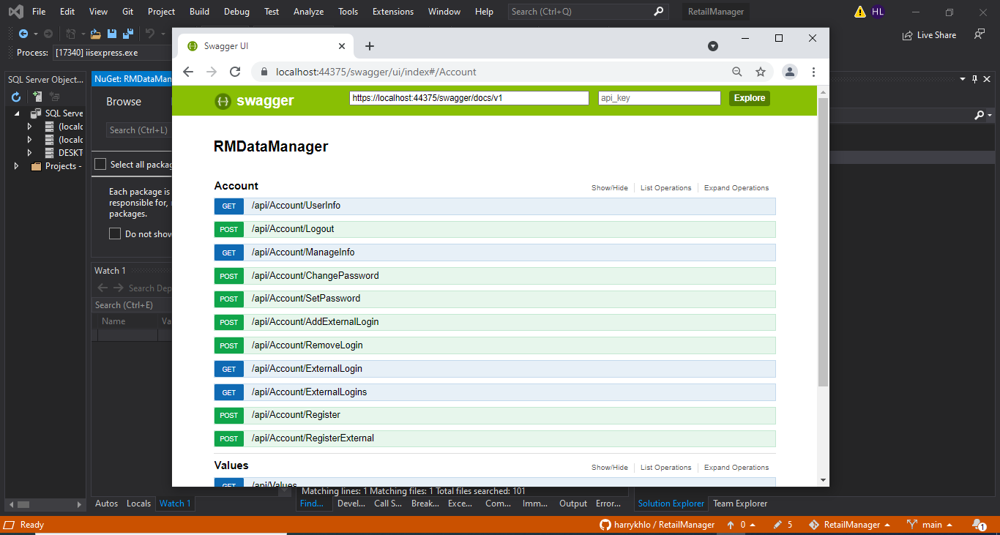 File Edit View Git Project Build Debug Test Analyze Tools Extensions Window Help Search (Ctrl+Q) RetailManager HL
Live Share
Process: [17340] iisexpress.exe
SQL Server Object...
SQL Serve
(localc
(localc
DESKT
Projects -
NuGet: RMDataMan
Browse
Search (Ctrl+L)
Select all packag
Each package is
responsible for,
packages.
Do not show
Watch 1
Search Dep
Search (Ctrl+E)
Name Va
Swagger UI
localhost:44375/swagger/ui/index#/Account
swagger https://localhost:44375/swagger/docs/v1 api_key Explore
RMDataManager
Account Show/Hide List Operations Expand Operations
GET /api/Account/UserInfo
POST /api/Account/Logout
GET /api/Account/ManageInfo
POST /api/Account/ChangePassword
POST /api/Account/SetPassword
POST /api/Account/AddExternalLogin
POST /api/Account/RemoveLogin
GET /api/Account/ExternalLogin
GET /api/Account/ExternalLogins
POST /api/Account/Register
POST /api/Account/RegisterExternal
Values Show/Hide List Operations Expand Operations
GET /api/Values
Matching lines: 1 Matching files: 1 Total files searched: 101
Autos Locals Watch 1 Find... Devel... Call S... Break... Exce... Com... Imm... Output Error... Solution Explorer Team Explorer
Ready harrykhlo / RetailManager 0 5 RetailManager main 1